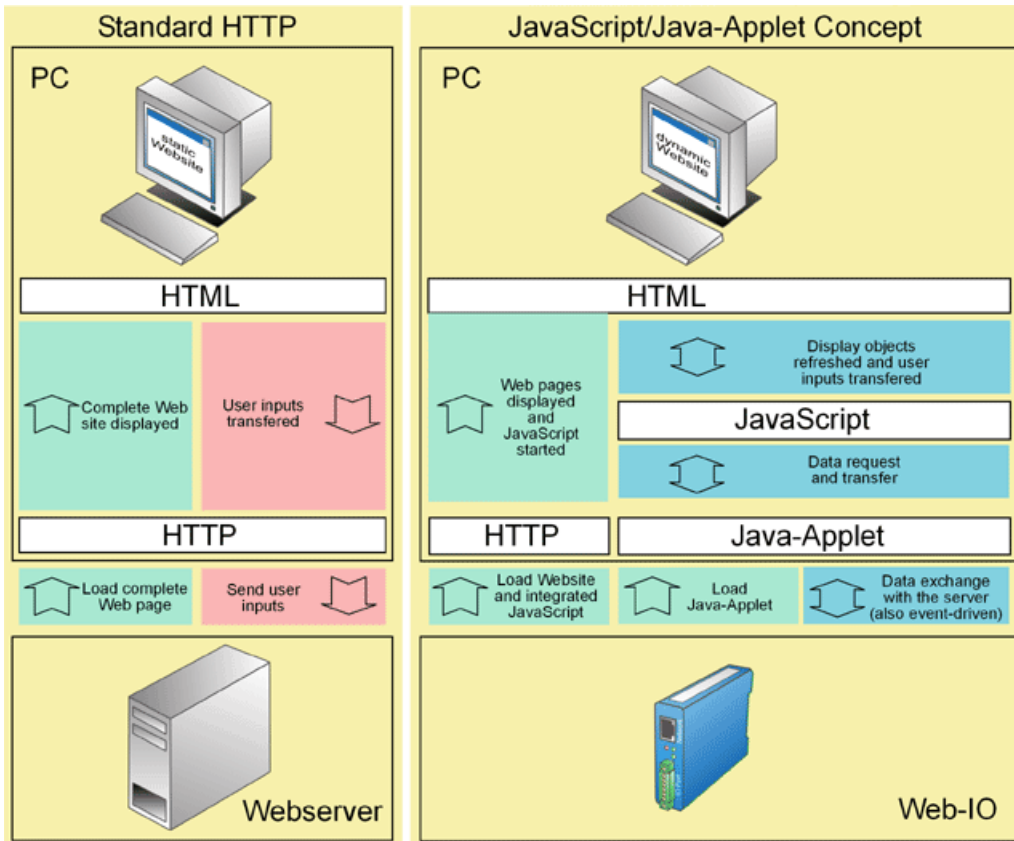 Standard HTTP
PC
static
Website
HTML
Complete Web
site displayed
User inputs
transfered
HTTP
Load complete
Web page
Send user
inputs
Webserver
JavaScript/Java-Applet Concept
PC
dynamic
Website
HTML
Web pages
displayed
and
JavaScript
started
Display objects
refreshed and user
inputs transfered
JavaScript
Data request
and transfer
HTTP
Java-Applet
Load Website
and integrated
JavaScript
Load
Java-Applet
Data exchange
with the server
(also event-driven)
Web-IO